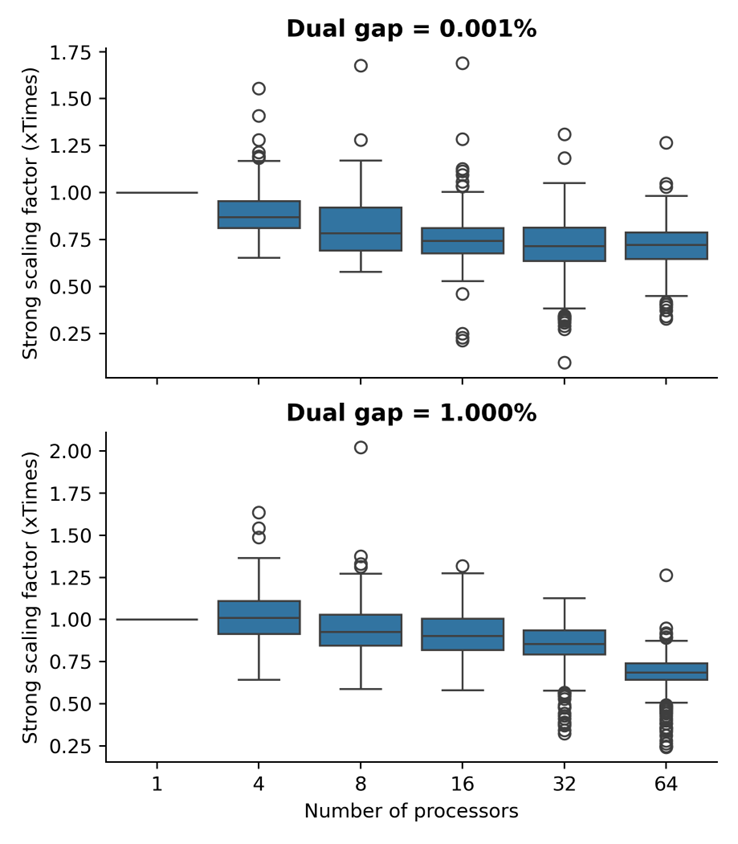 Dual gap = 0.001%
Strong scaling factor (xTimes)
1.75
1.50
1.25
1.00
0.75
0.50
0.25
Dual gap = 1.000%
Strong scaling factor (xTimes)
2.00
1.75
1.50
1.25
1.00
0.75
0.50
0.25
1 4 8 16 32 64
Number of processors